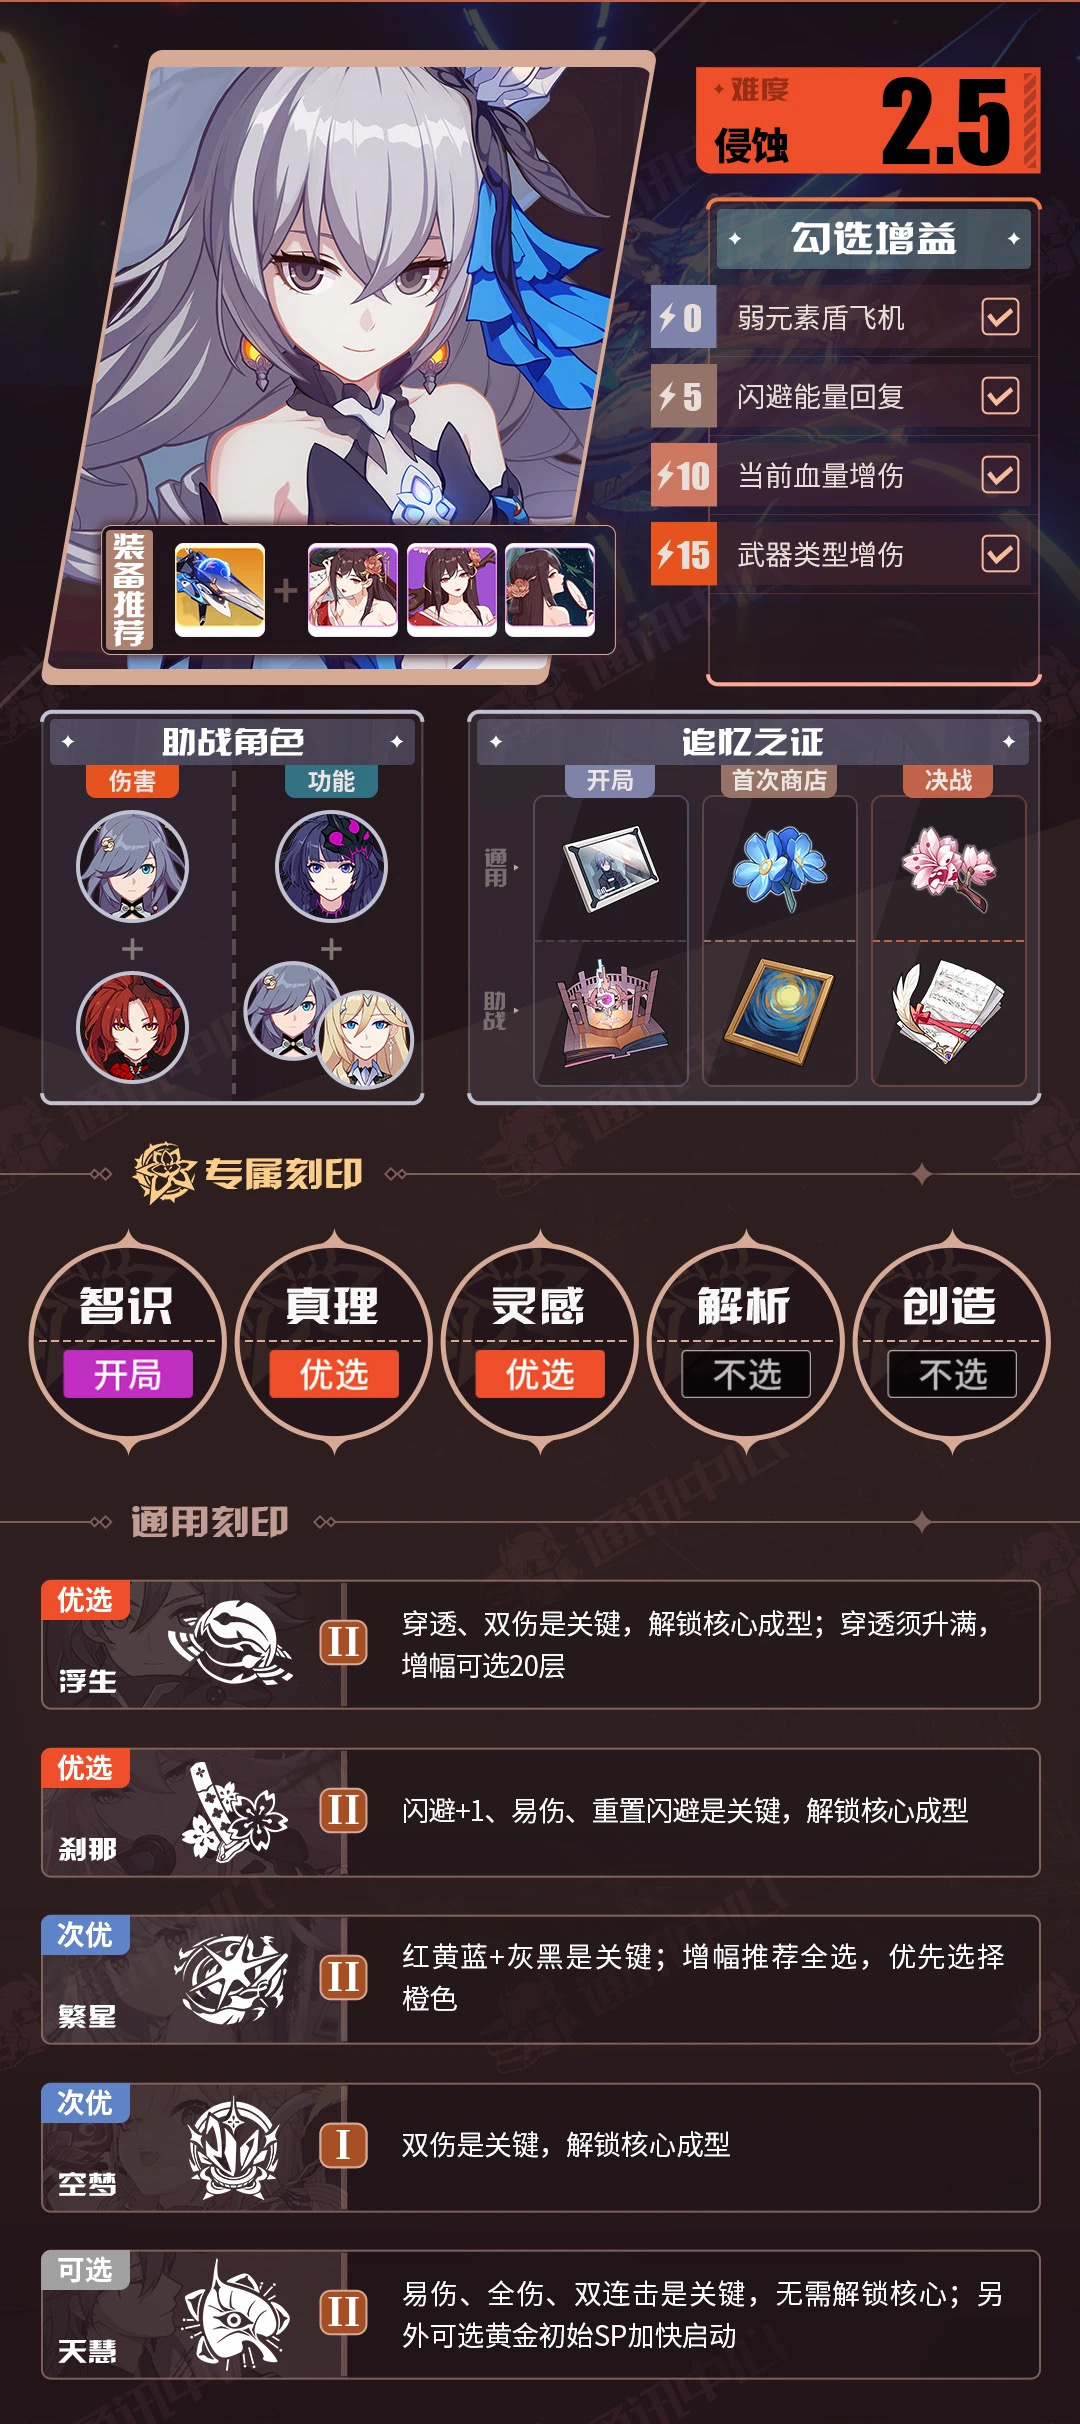 难度
侵蚀
2.5
勾选增益
0
弱元素盾飞机
5
闪避能量回复
10
当前血量增伤
15
武器类型增伤
装备推荐
助战角色
伤害
功能
追忆之证
开局
首次商店
决战
通用
助战
专属刻印
智识
开局
真理
优选
灵感
优选
解析
不选
创造
不选
通用刻印
优选
浮生
II
穿透、双伤是关键，解锁核心成型；穿透须升满，
增幅可选20层
优选
刹那
II
闪避+1、易伤、重置闪避是关键，解锁核心成型
次优
繁星
II
红黄蓝+灰黑是关键；增幅推荐全选，优先选择
橙色
次优
空梦
I
双伤是关键，解锁核心成型
可选
天慧
II
易伤、全伤、双连击是关键，无需解锁核心；另
外可选黄金初始SP加快启动
通讯中心